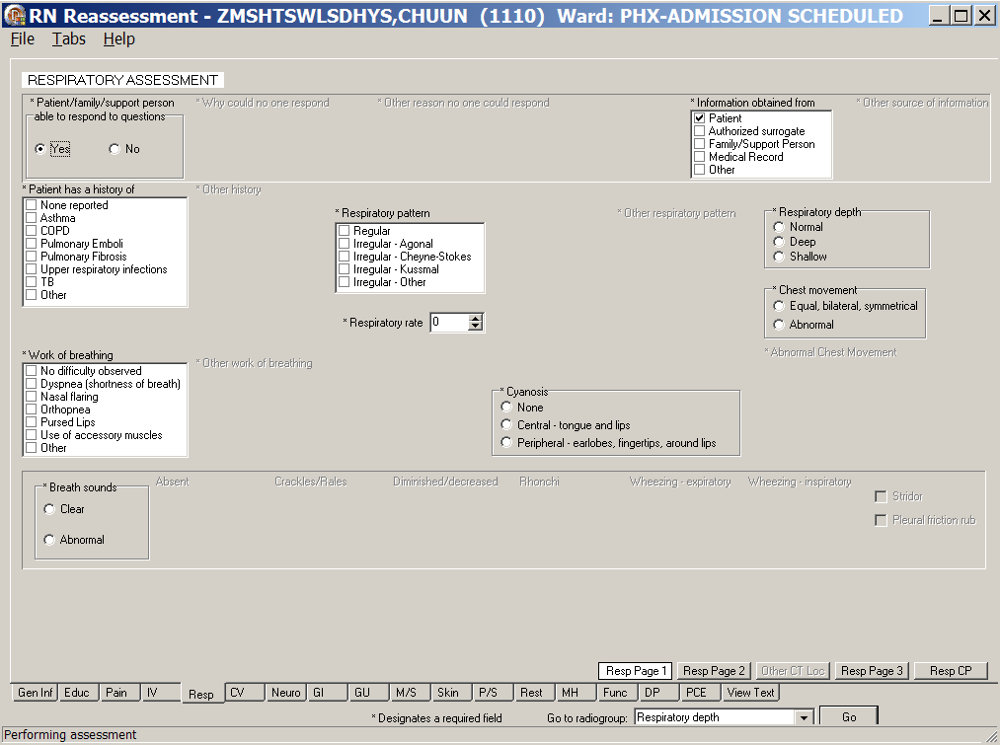 RN Reassessment - ZMSHTSWLSDHYS,CHUUN (1110) Ward: PHX-ADMISSION SCHEDULED
File Tabs Help
RESPIRATORY ASSESSMENT
* Patient/family/support person
able to respond to questions
Yes
No
* Why could no one respond
* Other reason no one could respond
* Information obtained from
Patient
Authorized surrogate
Family/Support Person
Medical Record
Other
* Other source of information
* Patient has a history of
None reported
Asthma
COPD
Pulmonary Emboli
Pulmonary Fibrosis
Upper respiratory infections
TB
Other
* Other history
* Respiratory pattern
Regular
Irregular - Agonal
Irregular - Cheyne-Stokes
Irregular - Kussmal
Irregular - Other
* Other respiratory pattern
* Respiratory depth
Normal
Deep
Shallow
* Respiratory rate 0
* Chest movement
Equal, bilateral, symmetrical
Abnormal
* Abnormal Chest Movement
* Work of breathing
No difficulty observed
Dyspnea (shortness of breath)
Nasal flaring
Orthopnea
Pursed Lips
Use of accessory muscles
Other
* Other work of breathing
* Cyanosis
None
Central - tongue and lips
Peripheral - earlobes, fingertips, around lips
* Breath sounds
Clear
Abnormal
Absent
Crackles/Rales
Diminished/decreased
Rhonchi
Wheezing - expiratory
Wheezing - inspiratory
Stridor
Pleural friction rub
Resp Page 1 Resp Page 2 Other CT Loc Resp Page 3 Resp CP
Gen Inf Educ Pain IV Resp CV Neuro GI GU M/S Skin P/S Rest MH Func DP PCE View Text
* Designates a required field
Go to radiogroup: Respiratory depth Go
Performing assessment